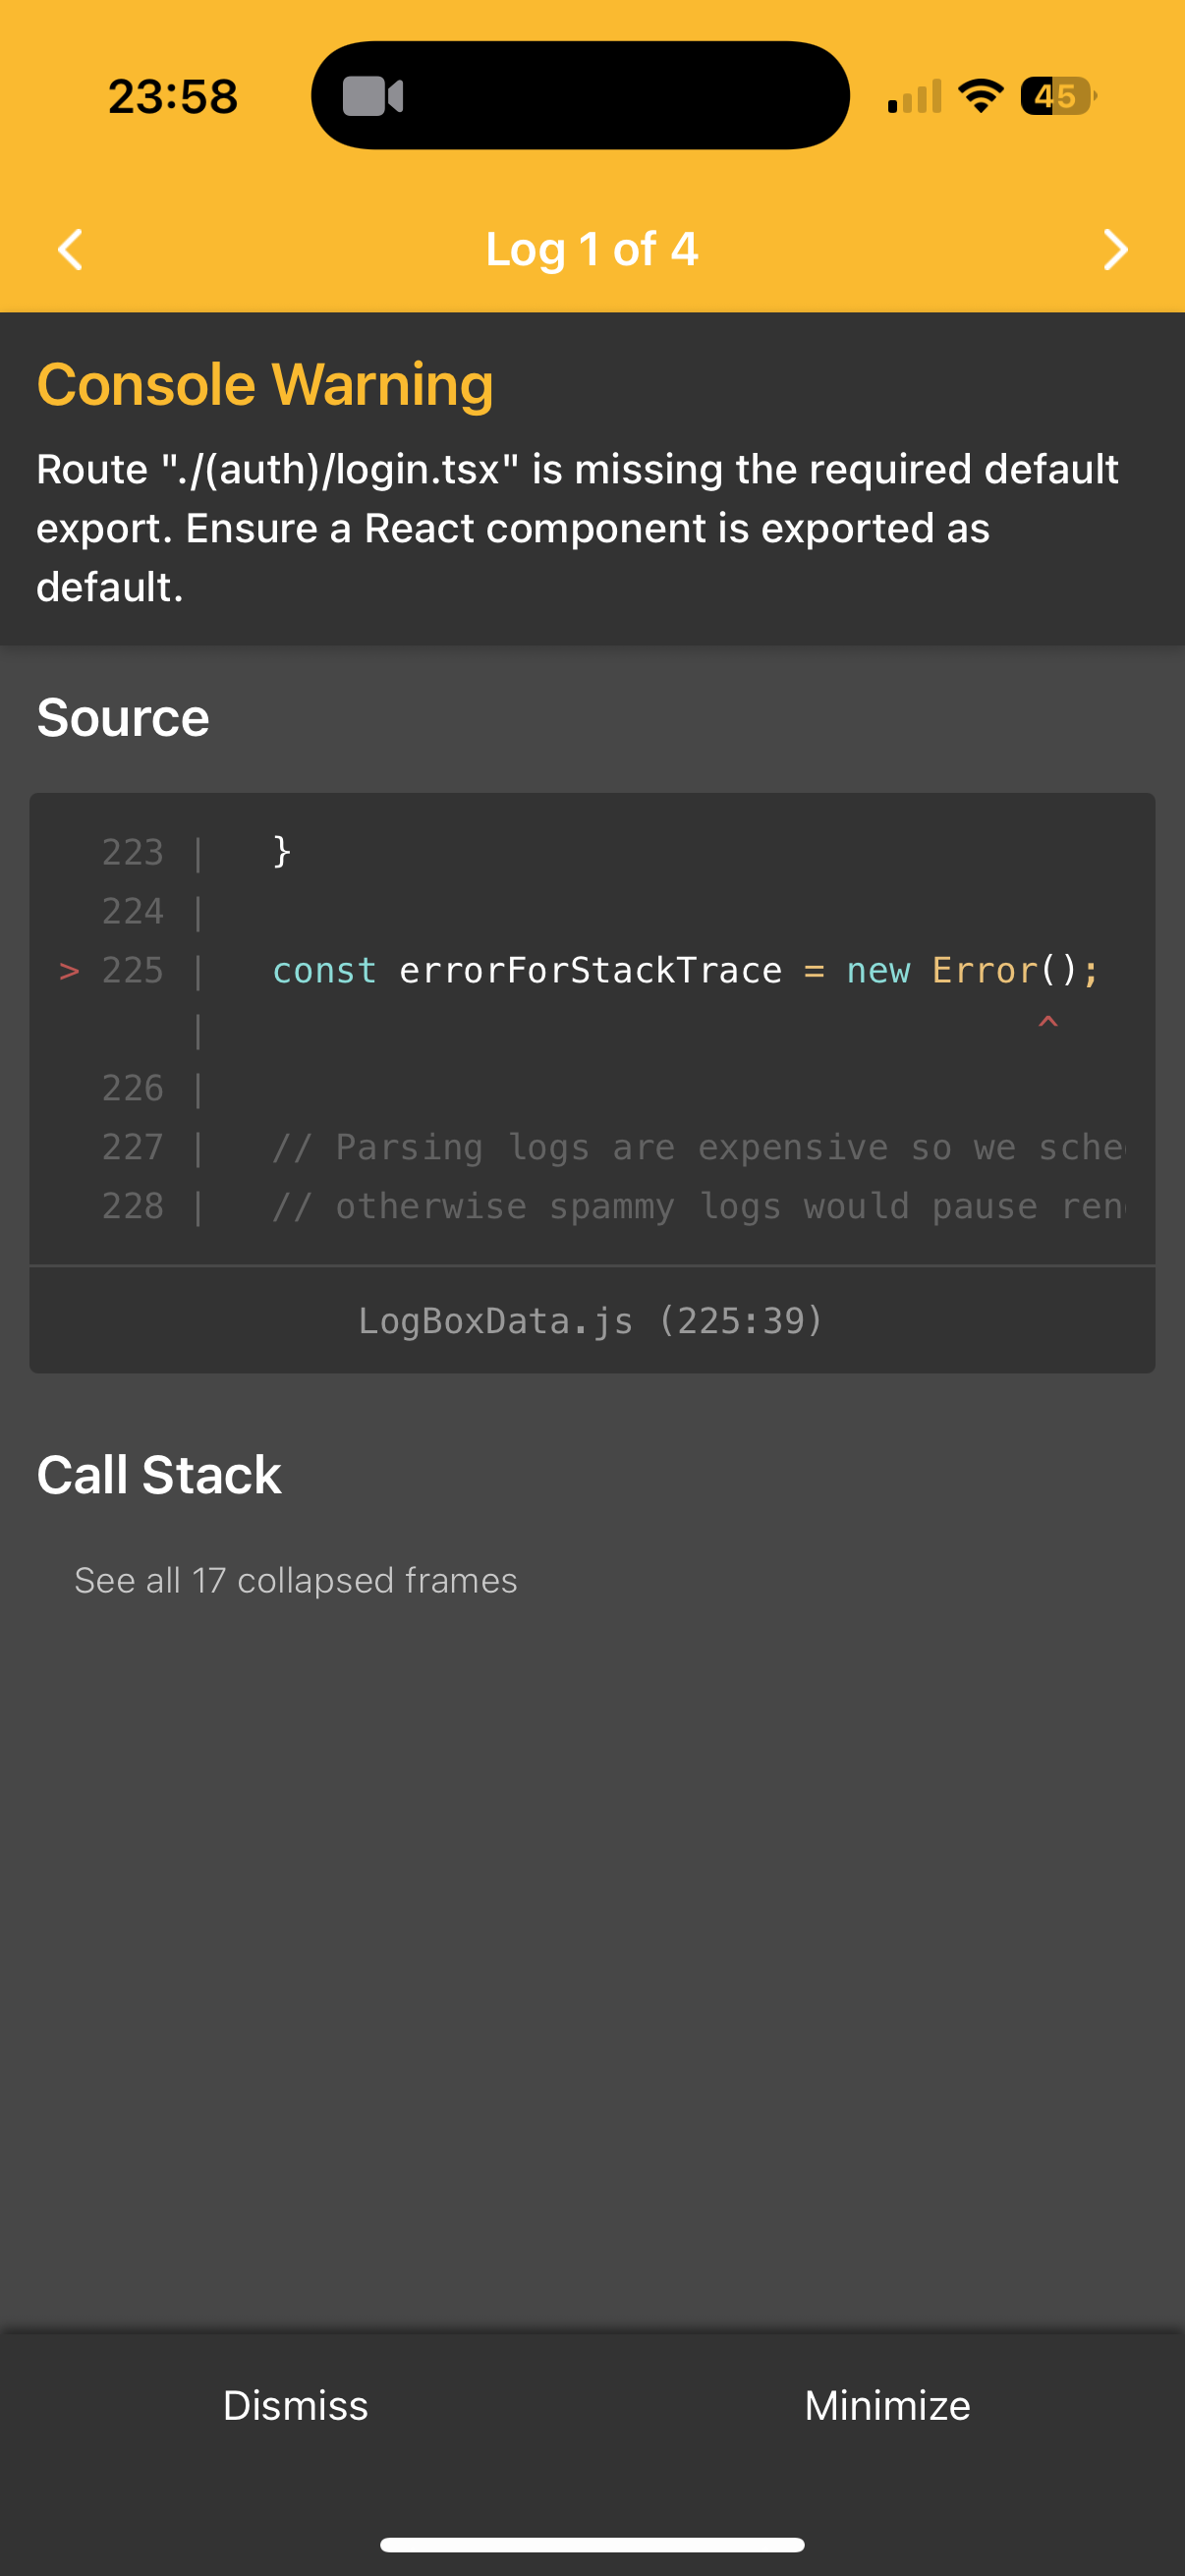 23:58
45
Log 1 of 4
Console Warning
Route "./(auth)/login.tsx" is missing the required default
export. Ensure a React component is exported as
default.
Source
223 |   }
224 |
> 225 |   const errorForStackTrace = new Error();
|                                       ^
226 |
227 |   // Parsing logs are expensive so we sche
228 |   // otherwise spammy logs would pause ren
LogBoxData.js (225:39)
Call Stack
See all 17 collapsed frames
Dismiss
Minimize